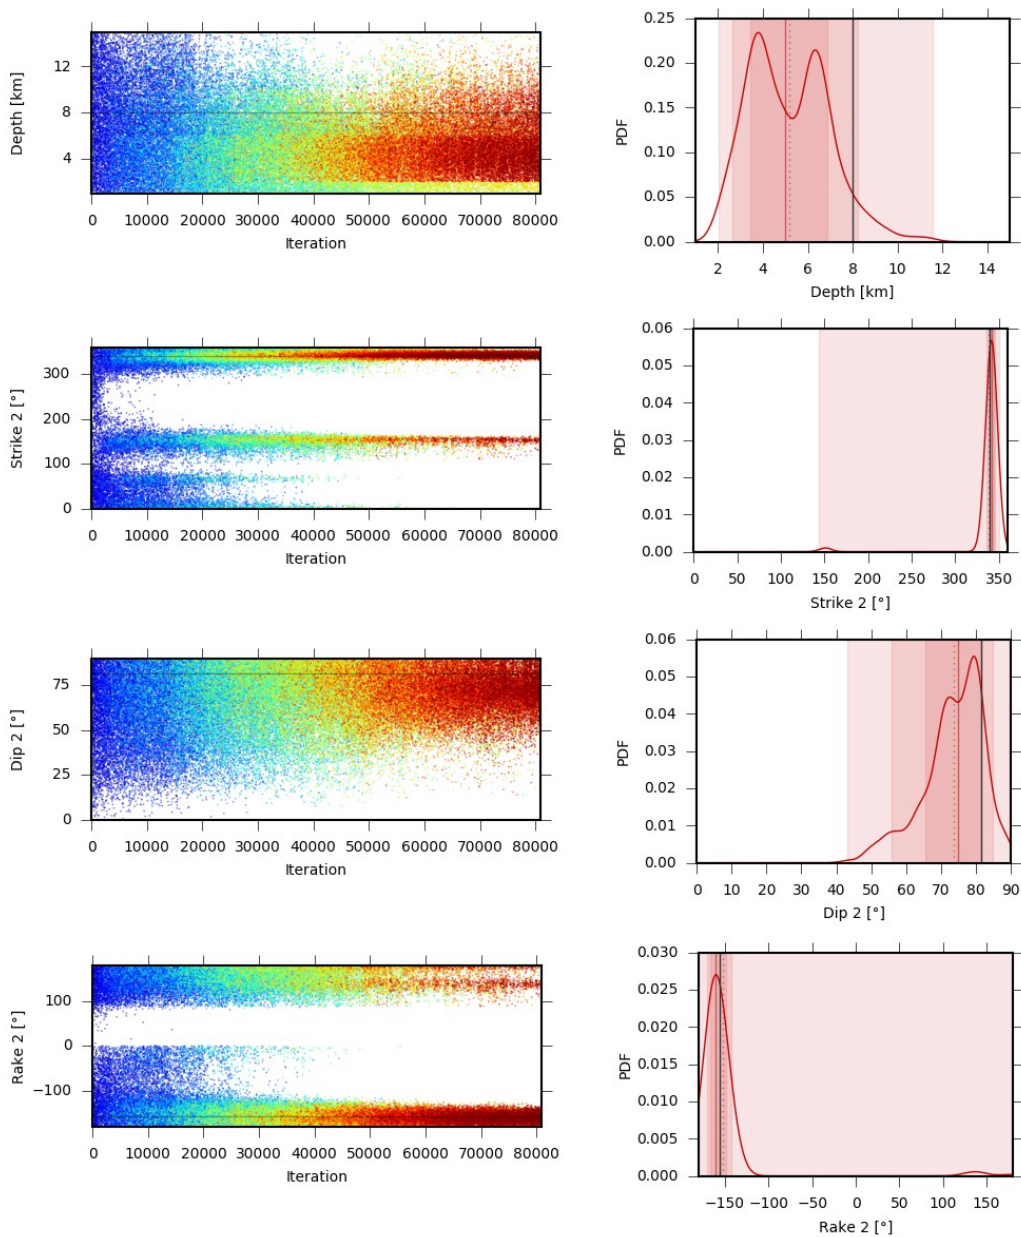 Depth [km]
12
8
4
0 10000 20000 30000 40000 50000 60000 70000 80000
Iteration
PDF
0.25
0.20
0.15
0.10
0.05
0.00
2 4 6 8 10 12 14
Depth [km]
Strike 2 [°]
300
200
100
0
0 10000 20000 30000 40000 50000 60000 70000 80000
Iteration
PDF
0.06
0.05
0.04
0.03
0.02
0.01
0.00
0 50 100 150 200 250 300 350
Strike 2 [°]
Dip 2 [°]
75
50
25
0
0 10000 20000 30000 40000 50000 60000 70000 80000
Iteration
PDF
0.06
0.05
0.04
0.03
0.02
0.01
0.00
0 10 20 30 40 50 60 70 80 90
Dip 2 [°]
Rake 2 [°]
100
0
−100
0 10000 20000 30000 40000 50000 60000 70000 80000
Iteration
PDF
0.030
0.025
0.020
0.015
0.010
0.005
0.000
−150 −100 −50 0 50 100 150
Rake 2 [°]